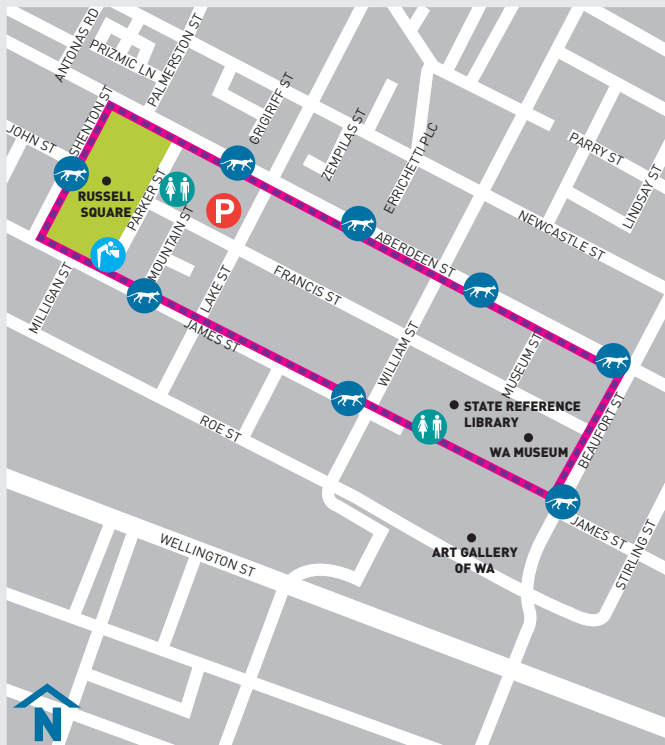 ANTONAS RD
PRIZMIC LN
PALMERSTON ST
SHENTON ST
JOHN ST
GRIGIRIFF ST
ZEMPILAS ST
ERRICHETTI PLC
PARRY ST
LINDSAY ST
NEWCASTLE ST
RUSSELL
SQUARE
PARKER ST
P
MOUNTAIN ST
ABERDEEN ST
MILLIGAN ST
LAKE ST
FRANCIS ST
JAMES ST
WILLIAM ST
MUSEUM ST
STATE REFERENCE
LIBRARY
WA MUSEUM
BEAUFORT ST
ROE ST
JAMES ST
STIRLING ST
ART GALLERY
OF WA
WELLINGTON ST
N